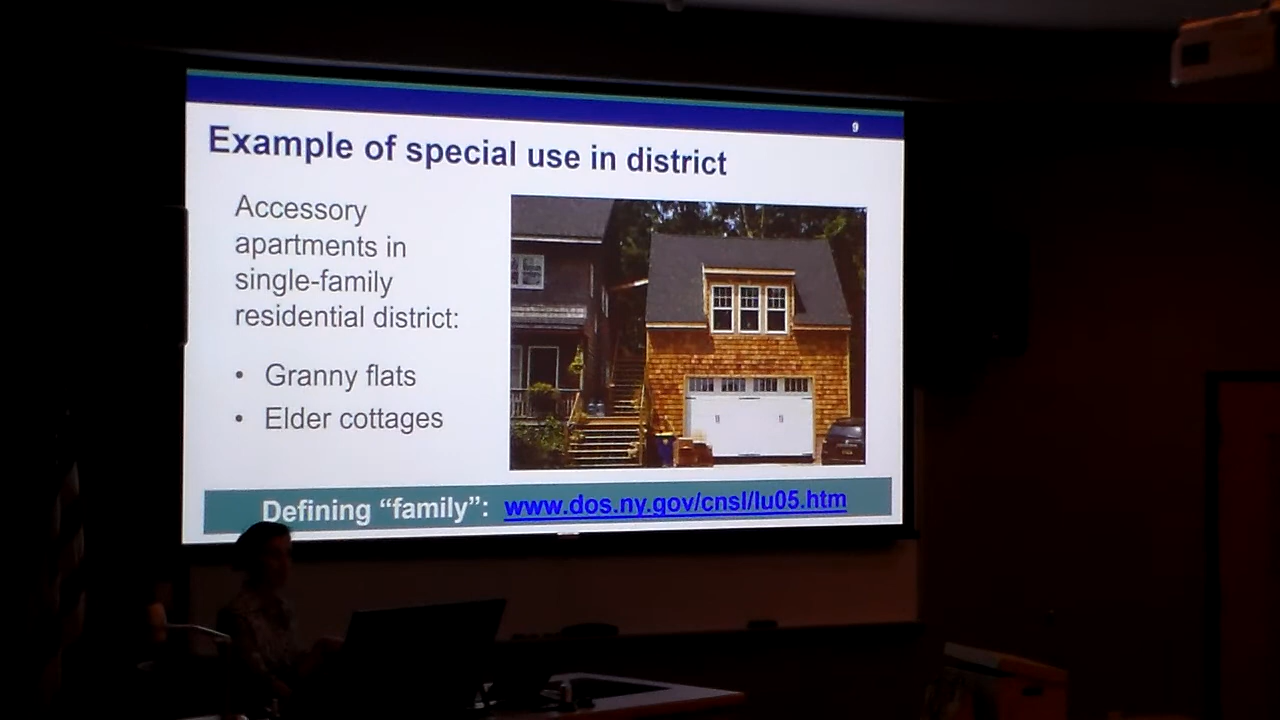 9
Example of special use in district
Accessory
apartments in
single-family
residential district:
• Granny flats
• Elder cottages
Defining “family”: www.dos.ny.gov/cnsl/lu05.htm